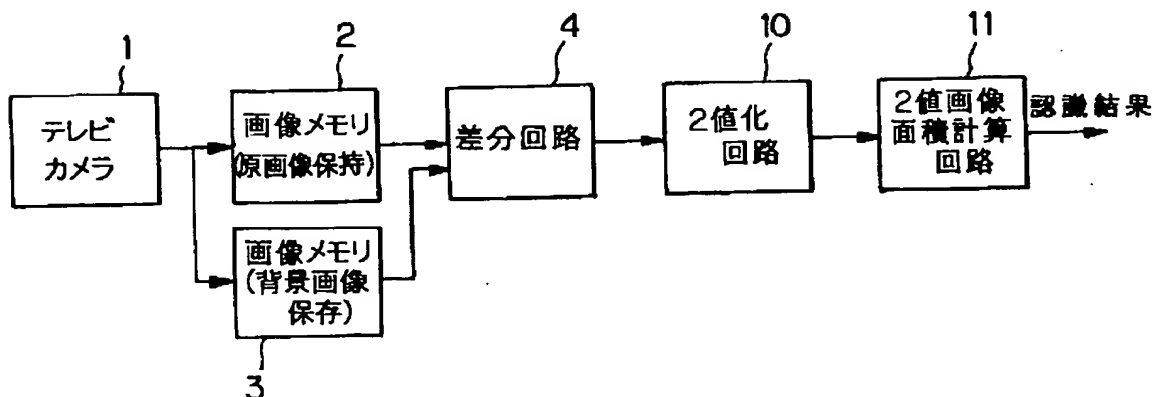 1
2
4
10
11
テレビ
カメラ
画像メモリ
(原画像保持)
差分回路
2値化
回路
2値画像
面積計算
回路
認識結果
画像メモリ
(背景画像
保存)
3